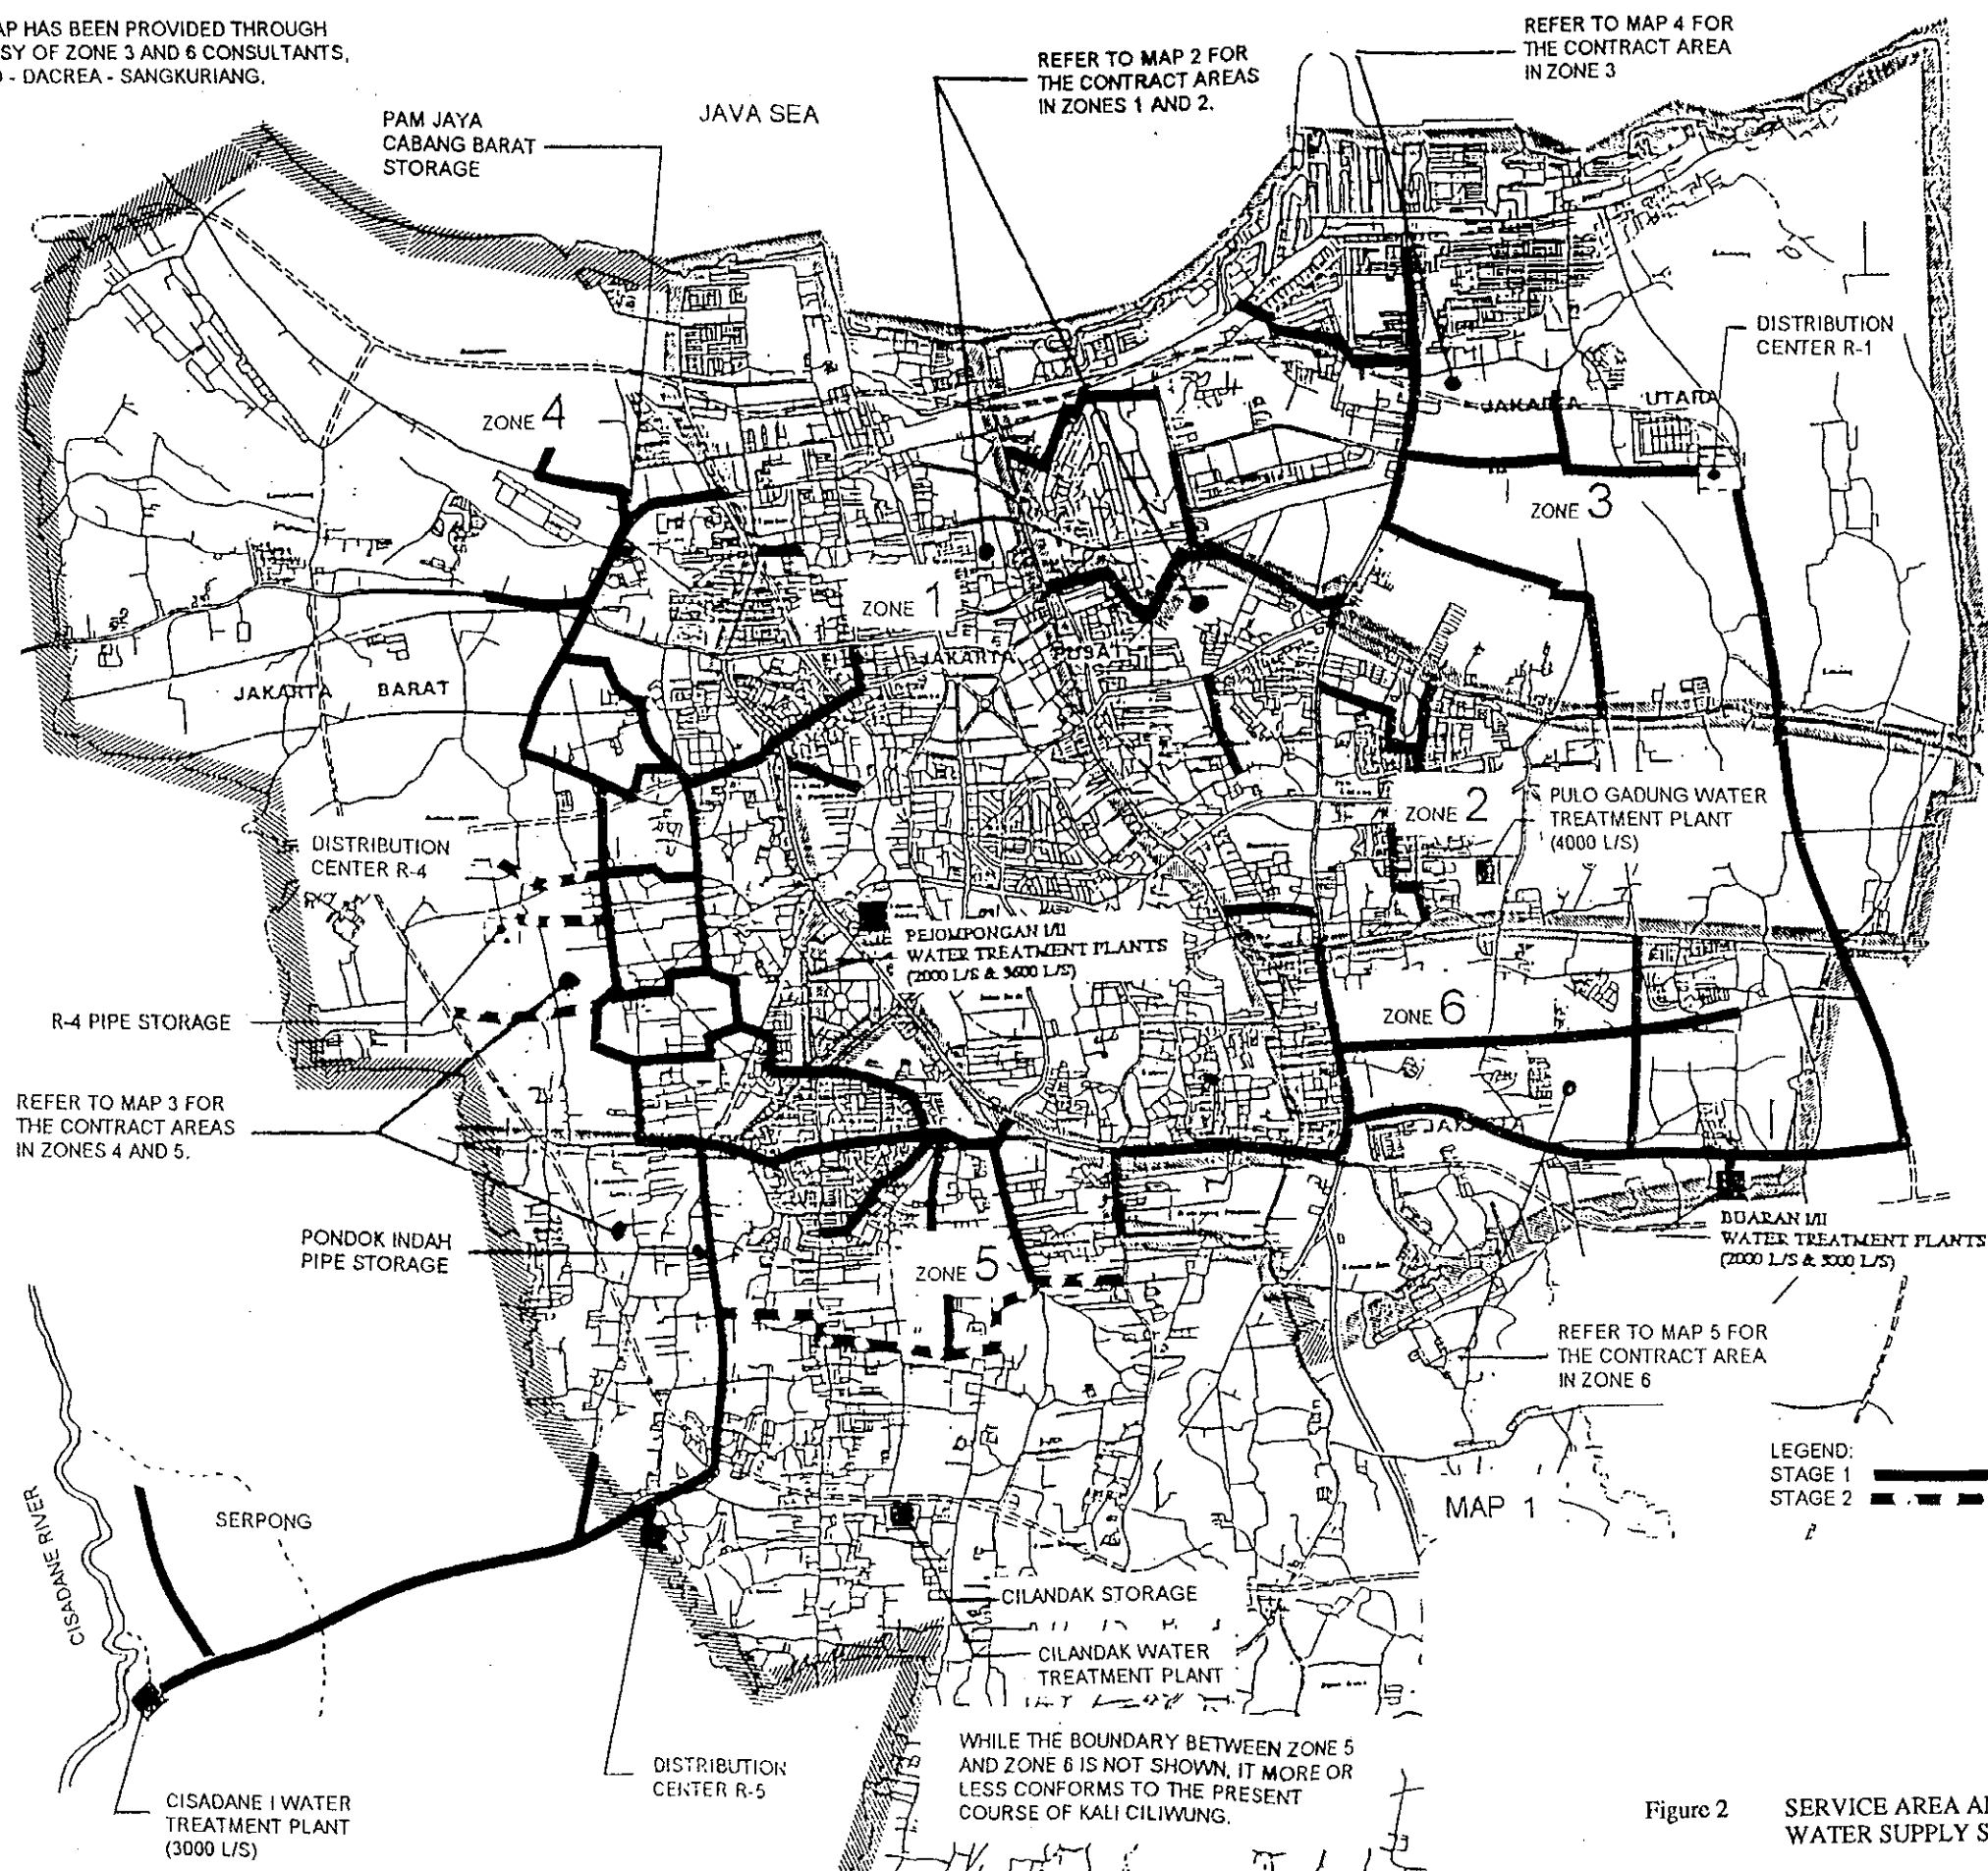 AP HAS BEEN PROVIDED THROUGH
SY OF ZONE 3 AND 6 CONSULTANTS,
- DACREA - SANGKURIANG.
PAM JAYA
CABANG BARAT
STORAGE
JAVA SEA
REFER TO MAP 2 FOR
THE CONTRACT AREAS
IN ZONES 1 AND 2.
REFER TO MAP 4 FOR
THE CONTRACT AREA
IN ZONE 3
DISTRIBUTION
CENTER R-1
ZONE 4
JAKARTA UTARA
ZONE 3
ZONE 1
JAKARTA PUSAT
JAKARTA BARAT
ZONE 2
PULO GADUNG WATER
TREATMENT PLANT
(4000 L/S)
DISTRIBUTION
CENTER R-4
PEJOMPONGAN I/II
WATER TREATMENT PLANTS
(2000 L/S & 3600 L/S)
R-4 PIPE STORAGE
ZONE 6
REFER TO MAP 3 FOR
THE CONTRACT AREAS
IN ZONES 4 AND 5.
PONDOK INDAH
PIPE STORAGE
ZONE 5
BUARAN I/II
WATER TREATMENT PLANTS
(2000 L/S & 3000 L/S)
REFER TO MAP 5 FOR
THE CONTRACT AREA
IN ZONE 6
LEGEND:
STAGE 1
STAGE 2
MAP 1
CISADANE RIVER
SERPONG
CILANDAK STORAGE
CILANDAK WATER
TREATMENT PLANT
DISTRIBUTION
CENTER R-5
WHILE THE BOUNDARY BETWEEN ZONE 5
AND ZONE 6 IS NOT SHOWN, IT MORE OR
LESS CONFORMS TO THE PRESENT
COURSE OF KALI CILIWUNG.
CISADANE I WATER
TREATMENT PLANT
(3000 L/S)
Figure 2 SERVICE AREA A
WATER SUPPLY S